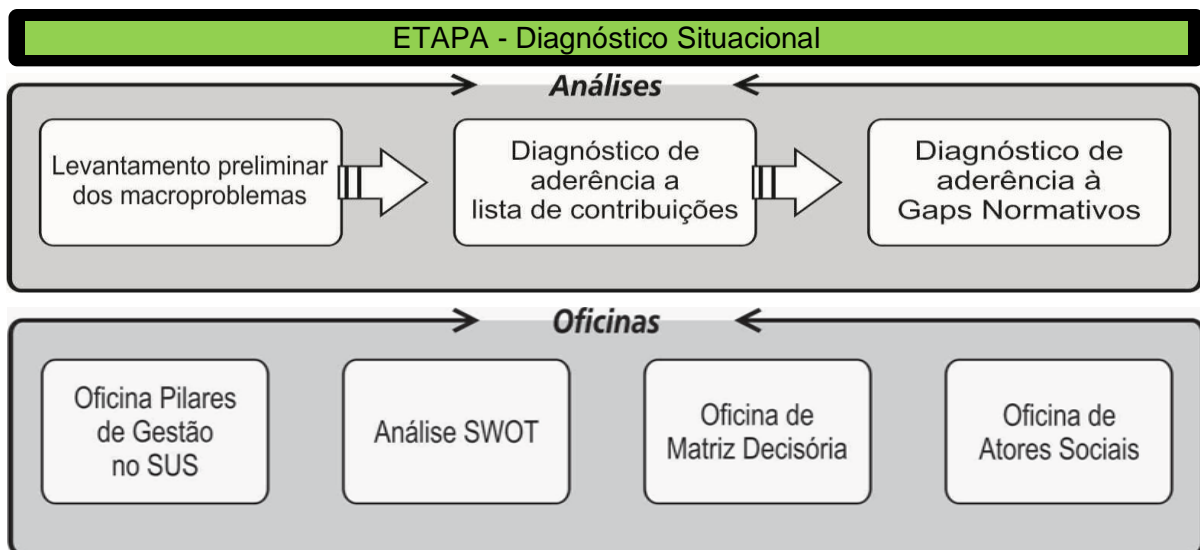 ETAPA - Diagnóstico Situacional
Análises
Levantamento preliminar
dos macroproblemas
Diagnóstico de
aderência a
lista de contribuições
Diagnóstico de
aderência à
Gaps Normativos
Oficinas
Oficina Pilares
de Gestão
no SUS
Análise SWOT
Oficina de
Matriz Decisória
Oficina de
Atores Sociais